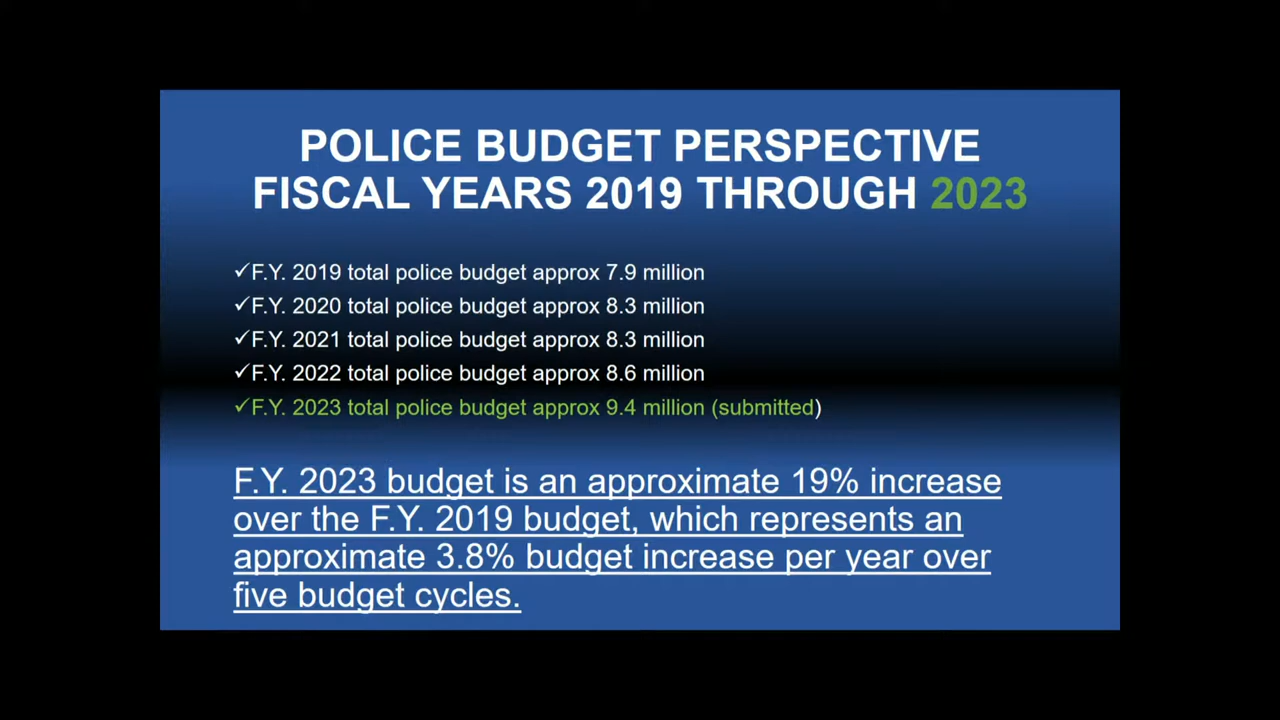 POLICE BUDGET PERSPECTIVE
FISCAL YEARS 2019 THROUGH 2023
✓F.Y. 2019 total police budget approx 7.9 million
✓F.Y. 2020 total police budget approx 8.3 million
✓F.Y. 2021 total police budget approx 8.3 million
✓F.Y. 2022 total police budget approx 8.6 million
✓F.Y. 2023 total police budget approx 9.4 million (submitted)
F.Y. 2023 budget is an approximate 19% increase
over the F.Y. 2019 budget, which represents an
approximate 3.8% budget increase per year over
five budget cycles.